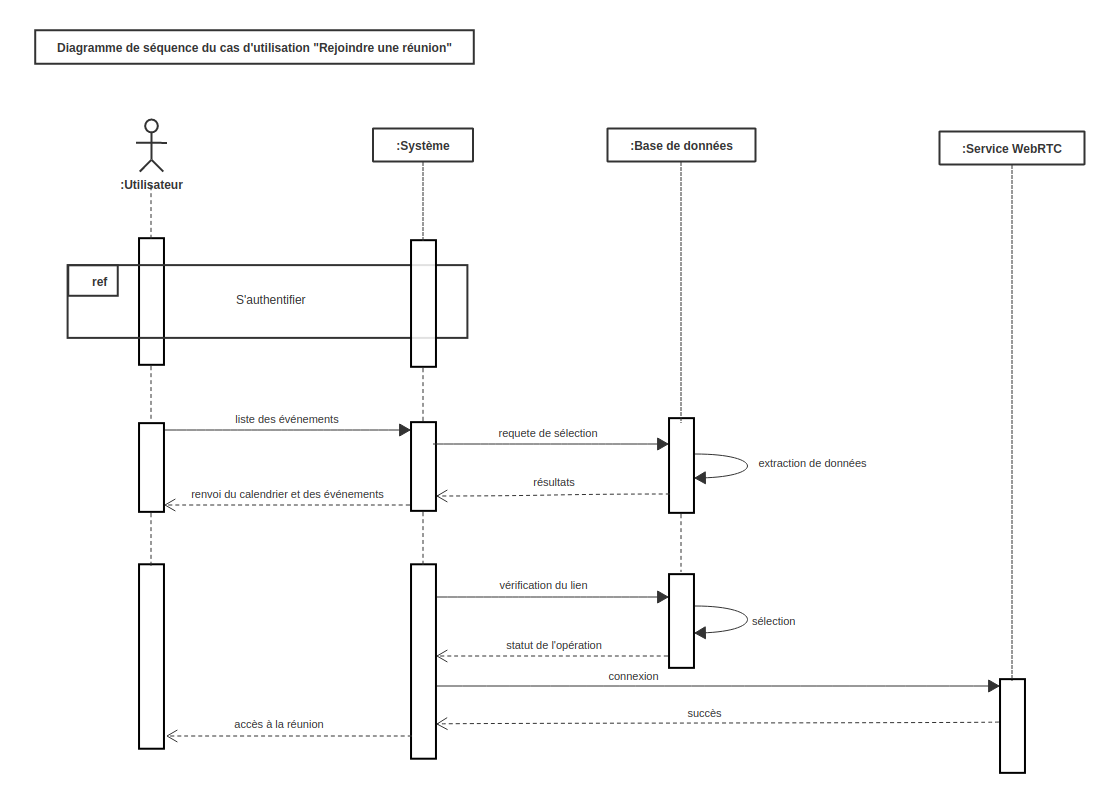 Diagramme de séquence du cas d'utilisation "Rejoindre une réunion"
:Utilisateur
:Système
:Base de données
:Service WebRTC
ref
S'authentifier
liste des événements
requete de sélection
extraction de données
résultats
renvoi du calendrier et des événements
vérification du lien
sélection
statut de l'opération
connexion
succès
accès à la réunion